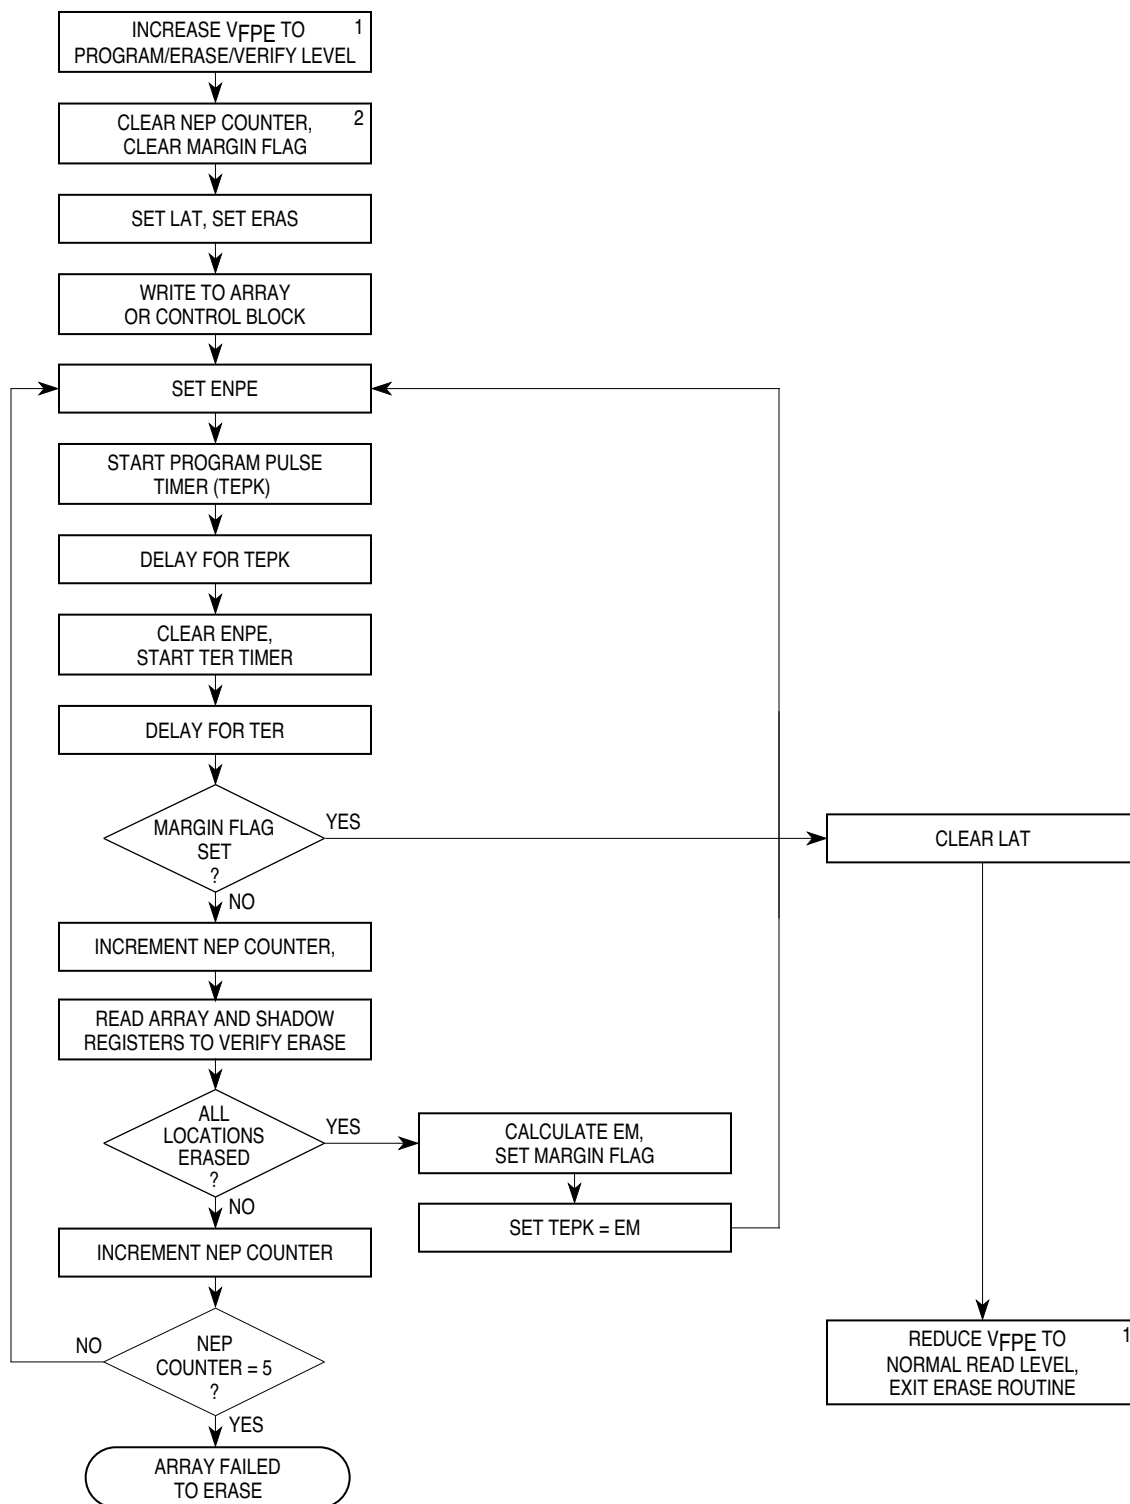 INCREASE VFPE TO 1
PROGRAM/ERASE/VERIFY LEVEL
CLEAR NEP COUNTER, 2
CLEAR MARGIN FLAG
SET LAT, SET ERAS
WRITE TO ARRAY
OR CONTROL BLOCK
SET ENPE
START PROGRAM PULSE
TIMER (TEPK)
DELAY FOR TEPK
CLEAR ENPE,
START TER TIMER
DELAY FOR TER
MARGIN FLAG
SET
?
YES
CLEAR LAT
NO
INCREMENT NEP COUNTER,
READ ARRAY AND SHADOW
REGISTERS TO VERIFY ERASE
ALL
LOCATIONS
ERASED
?
YES
CALCULATE EM,
SET MARGIN FLAG
SET TEPK = EM
NO
INCREMENT NEP COUNTER
NO
NEP
COUNTER = 5
?
REDUCE VFPE TO 1
NORMAL READ LEVEL,
EXIT ERASE ROUTINE
YES
ARRAY FAILED
TO ERASE